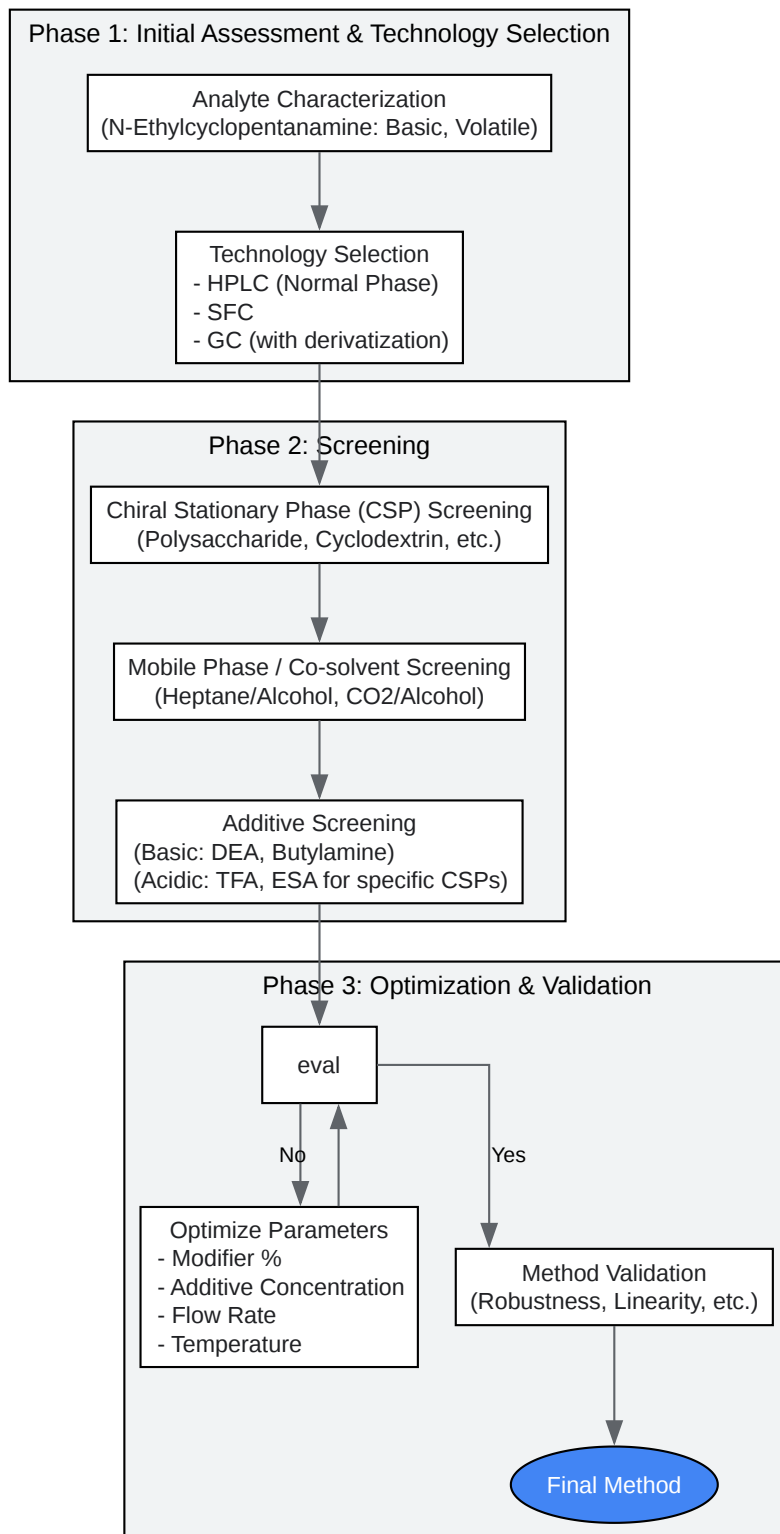 Phase 1: Initial Assessment & Technology Selection
Analyte Characterization
(N-Ethylcyclopentanamine: Basic, Volatile)
Technology Selection
- HPLC (Normal Phase)
- SFC
- GC (with derivatization)
Phase 2: Screening
Chiral Stationary Phase (CSP) Screening
(Polysaccharide, Cyclodextrin, etc.)
Mobile Phase / Co-solvent Screening
(Heptane/Alcohol, CO2/Alcohol)
Additive Screening
(Basic: DEA, Butylamine)
(Acidic: TFA, ESA for specific CSPs)
Phase 3: Optimization & Validation
eval
No
Yes
Optimize Parameters
- Modifier %
- Additive Concentration
- Flow Rate
- Temperature
Method Validation
(Robustness, Linearity, etc.)
Final Method